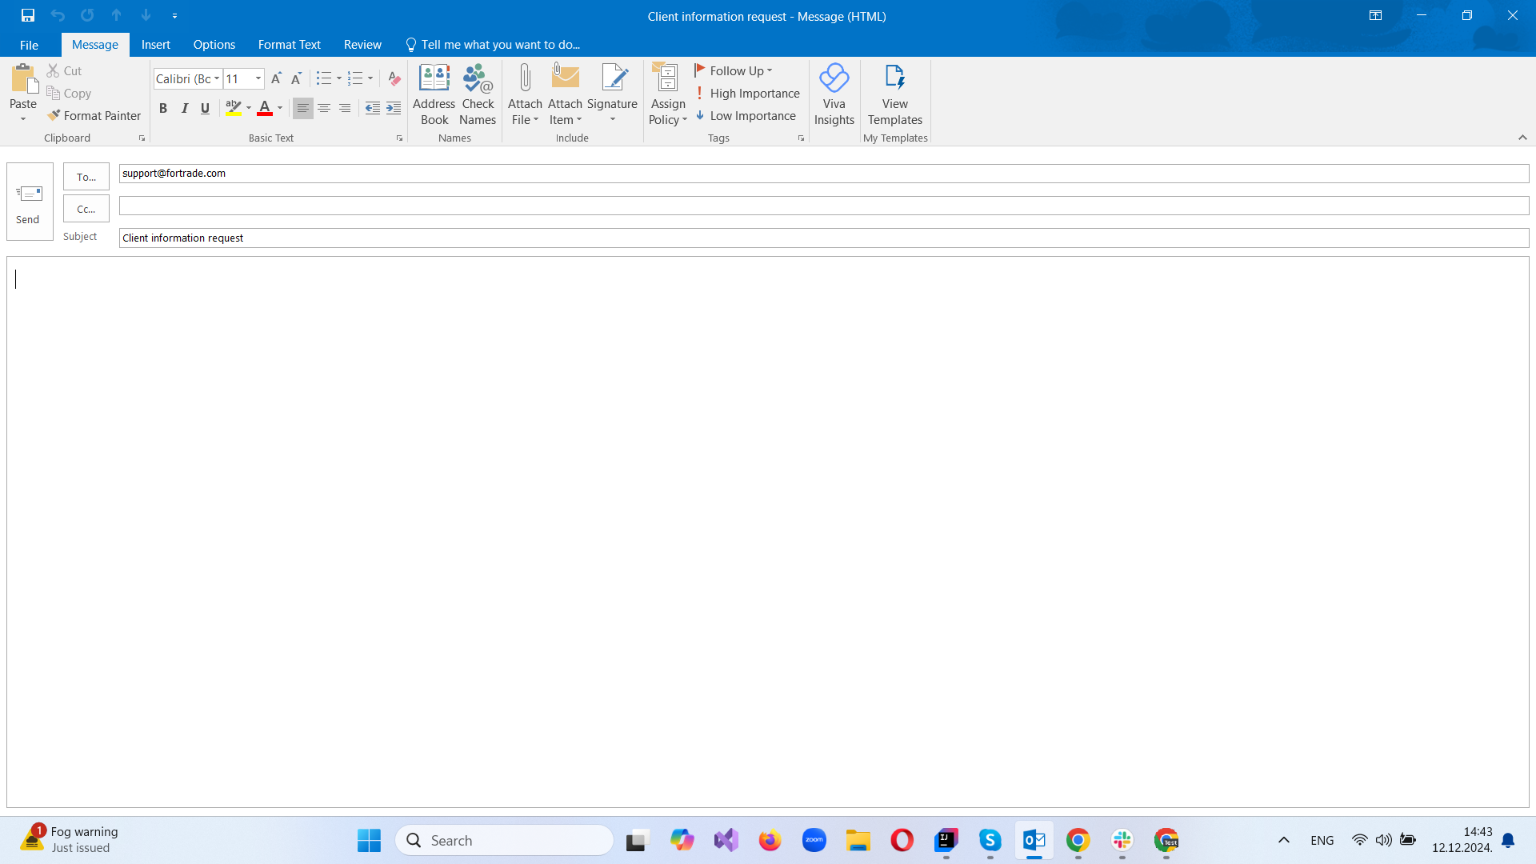 Client information request - Message (HTML)
File Message Insert Options Format Text Review Tell me what you want to do...
Paste
Cut
Copy
Format Painter
Clipboard
Calibri (Bc 11
A A
B I U ab A
Basic Text
Address Book
Check Names
Names
Attach File
Attach Item
Signature
Include
Assign Policy
Follow Up
High Importance
Low Importance
Tags
Viva Insights
View Templates
My Templates
Send
To... support@fortrade.com
Cc...
Subject Client information request
1
Fog warning
Just issued
Search
zoom
IJ
S
O
Test
ENG
14:43
12.12.2024.